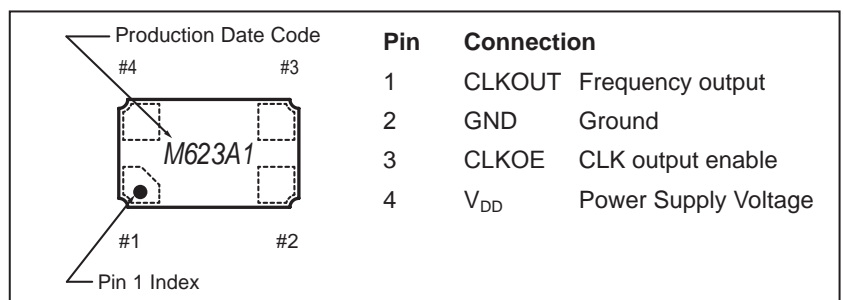 Production Date Code
#4 #3
M623A1
#1 #2
Pin 1 Index
Pin Connection
1 CLKOUT Frequency output
2 GND Ground
3 CLKOE CLK output enable
4 VDD Power Supply Voltage